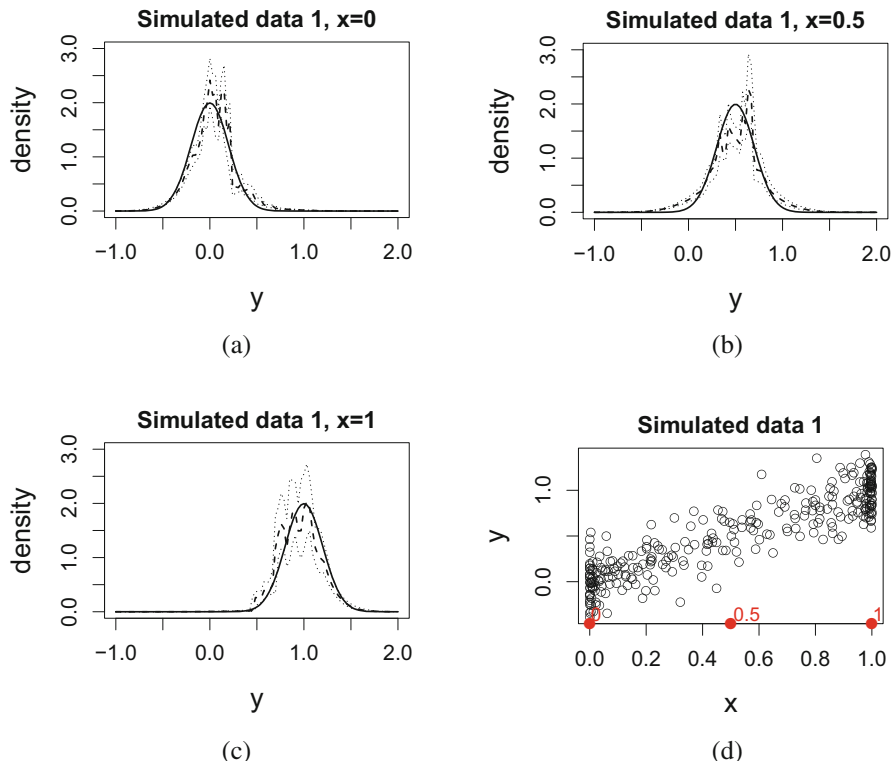 Simulated data 1, x=0
density
0.0 1.0 2.0 3.0
−1.0 0.0 1.0 2.0
y
(a)
Simulated data 1, x=0.5
density
0.0 1.0 2.0 3.0
−1.0 0.0 1.0 2.0
y
(b)
Simulated data 1, x=1
density
0.0 1.0 2.0 3.0
−1.0 0.0 1.0 2.0
y
(c)
Simulated data 1
y
0.0 1.0
0 0.5 1
0.0 0.2 0.4 0.6 0.8 1.0
x
(d)